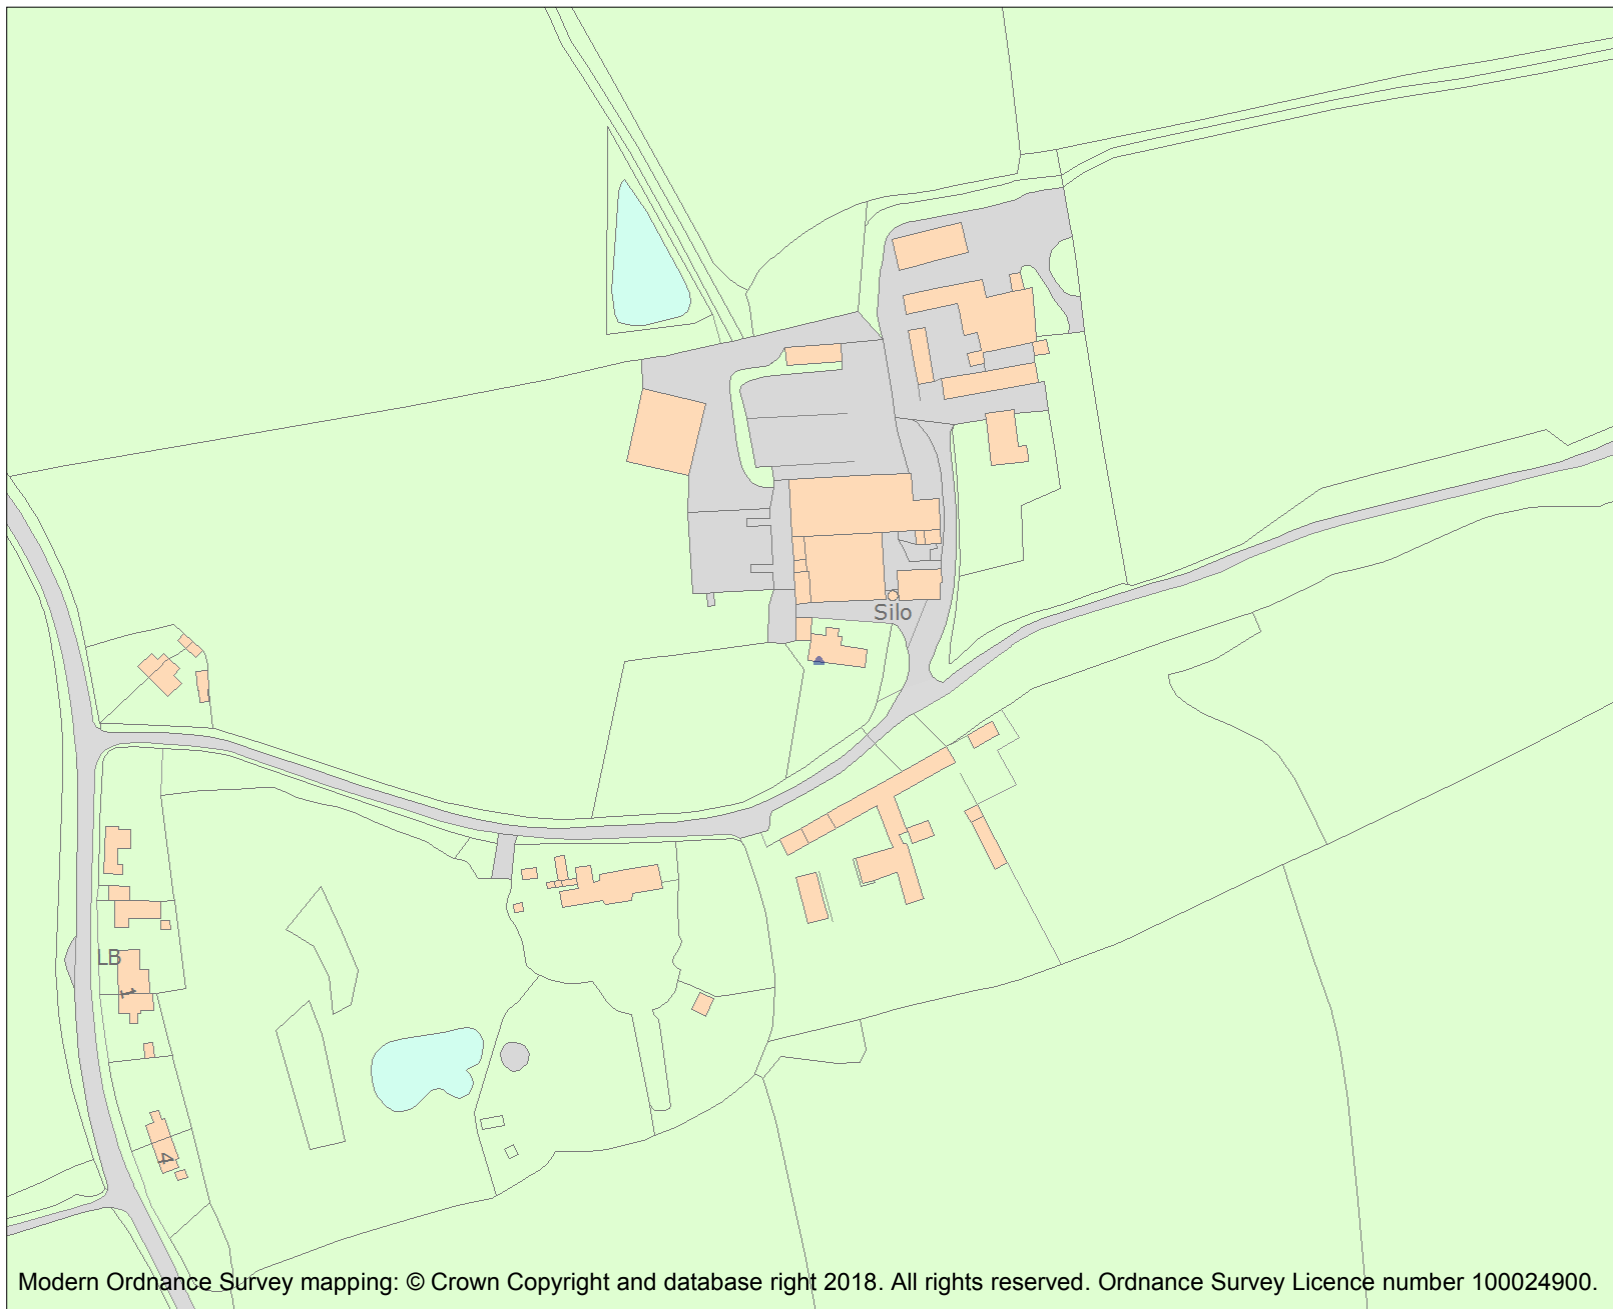 Silo
LB
1
4
Modern Ordnance Survey mapping: © Crown Copyright and database right 2018. All rights reserved. Ordnance Survey Licence number 100024900.